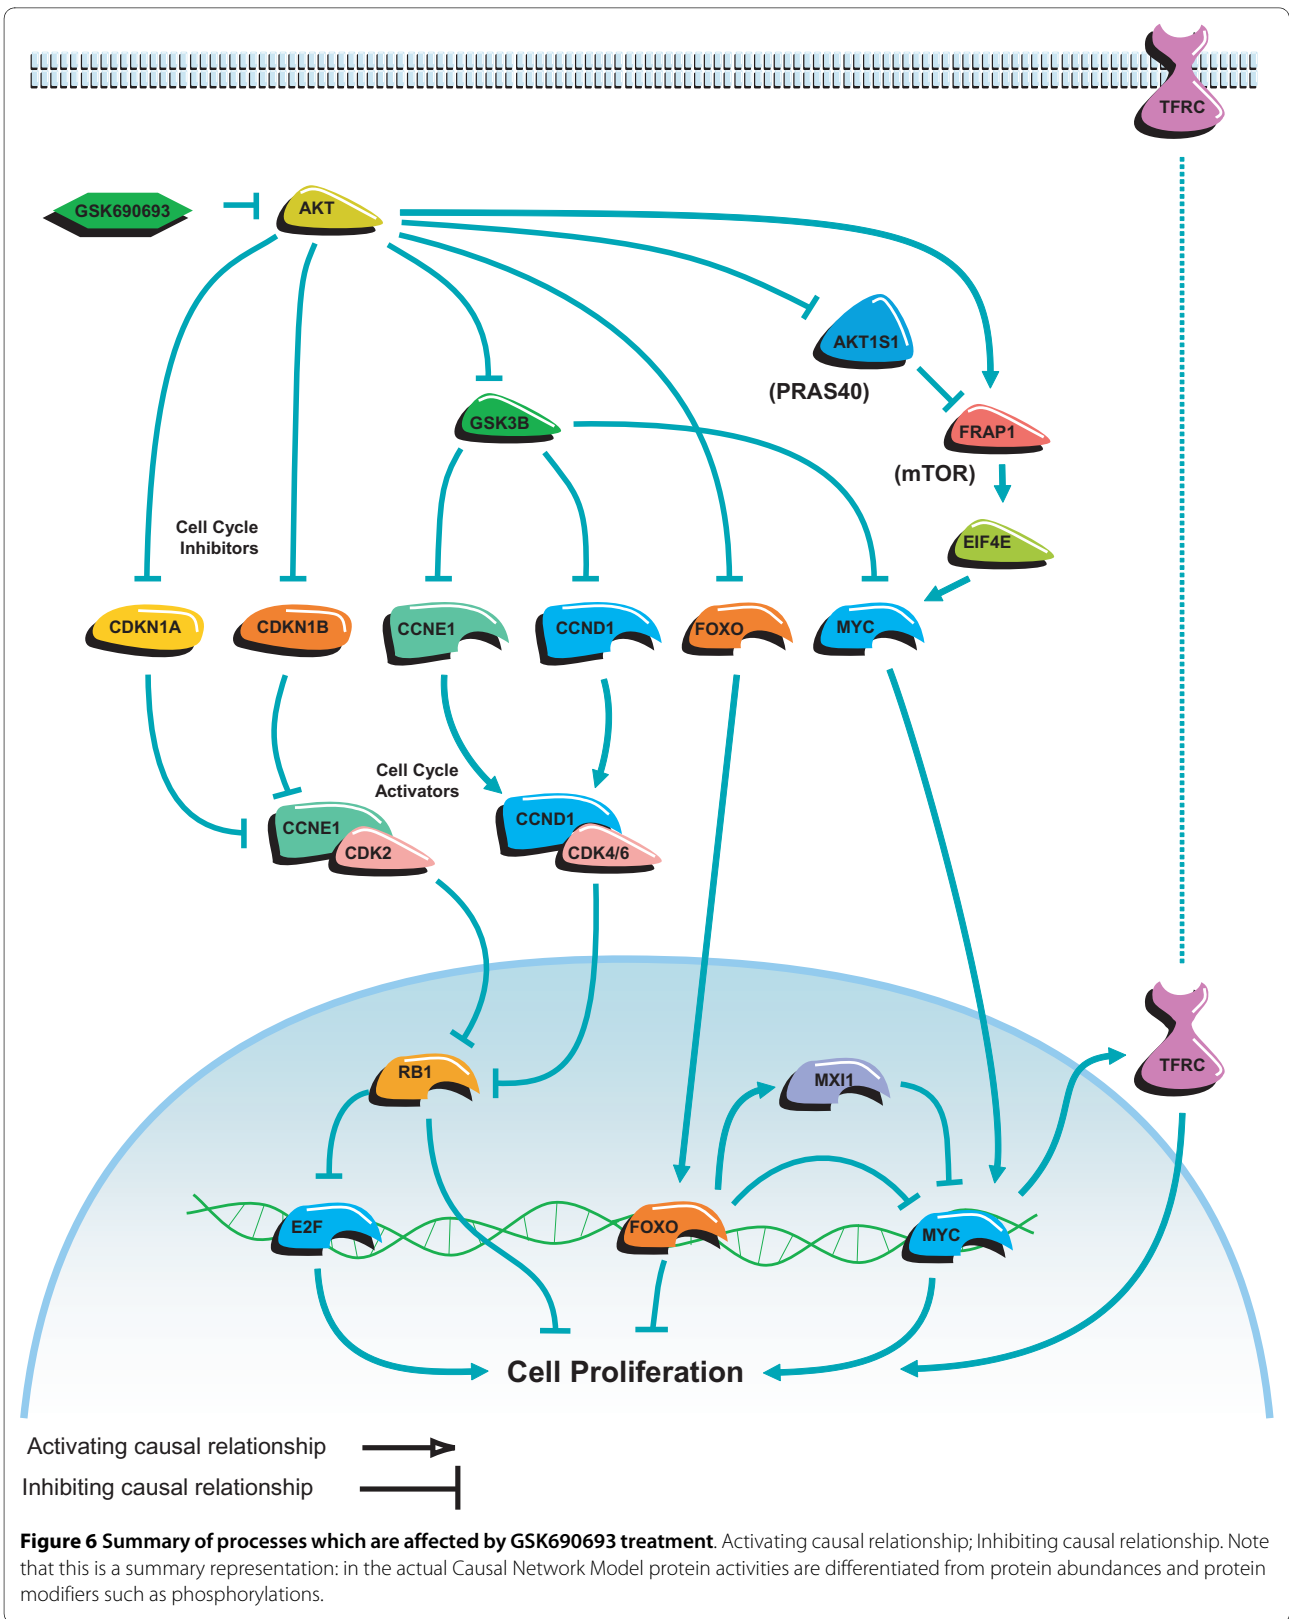 TFRC
GSK690693
AKT
AKT1S1
(PRAS40)
GSK3B
FRAP1
(mTOR)
Cell Cycle
Inhibitors
EIF4E
CDKN1A
CDKN1B
CCNE1
CCND1
FOXO
MYC
Cell Cycle
Activators
CCNE1
CDK2
CCND1
CDK4/6
RB1
MXI1
TFRC
E2F
FOXO
MYC
Cell Proliferation
Activating causal relationship
Inhibiting causal relationship
Figure 6 Summary of processes which are affected by GSK690693 treatment. Activating causal relationship; Inhibiting causal relationship. Note
that this is a summary representation: in the actual Causal Network Model protein activities are differentiated from protein abundances and protein
modifiers such as phosphorylations.